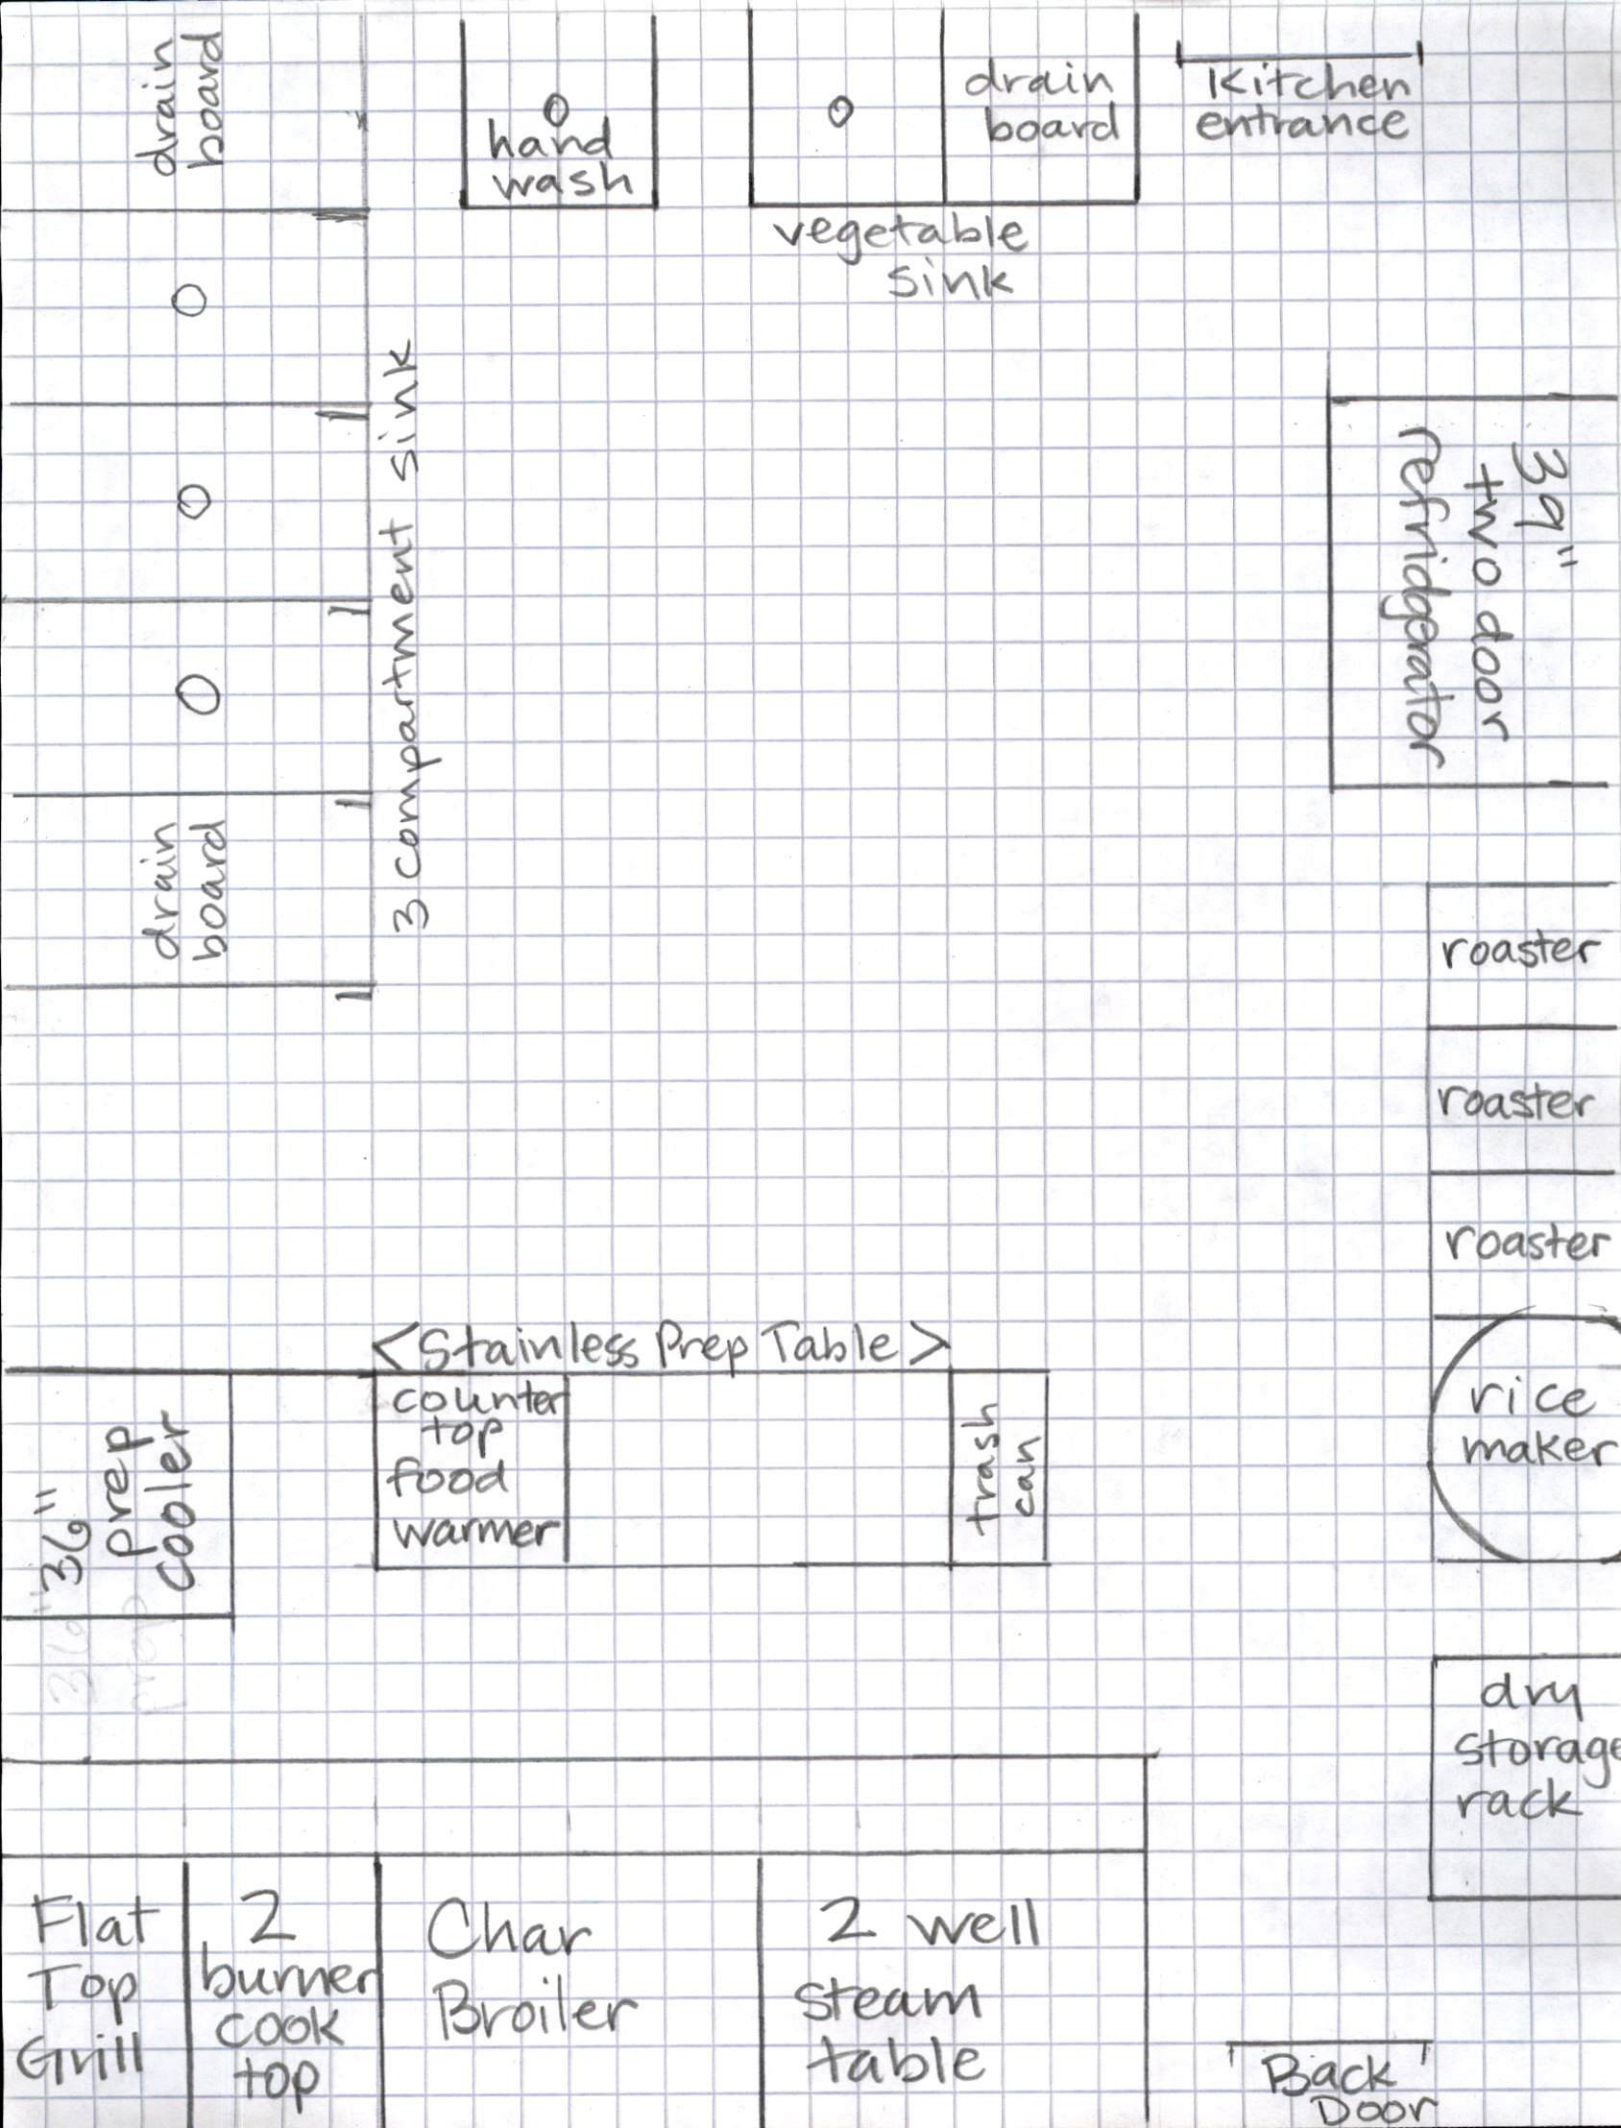 drain
board
hand
wash
drain
board
Kitchen
entrance
vegetable
sink
3 compartment sink
39"
two door
refridgerator
drain
board
roaster
roaster
roaster
<Stainless Prep Table>
36"
prep
cooler
counter
top
food
warmer
trash
can
rice
maker
36"
prep
dry
storage
rack
Flat
Top
Grill
2
burner
cook
top
Char
Broiler
2 well
steam
table
Back
Door